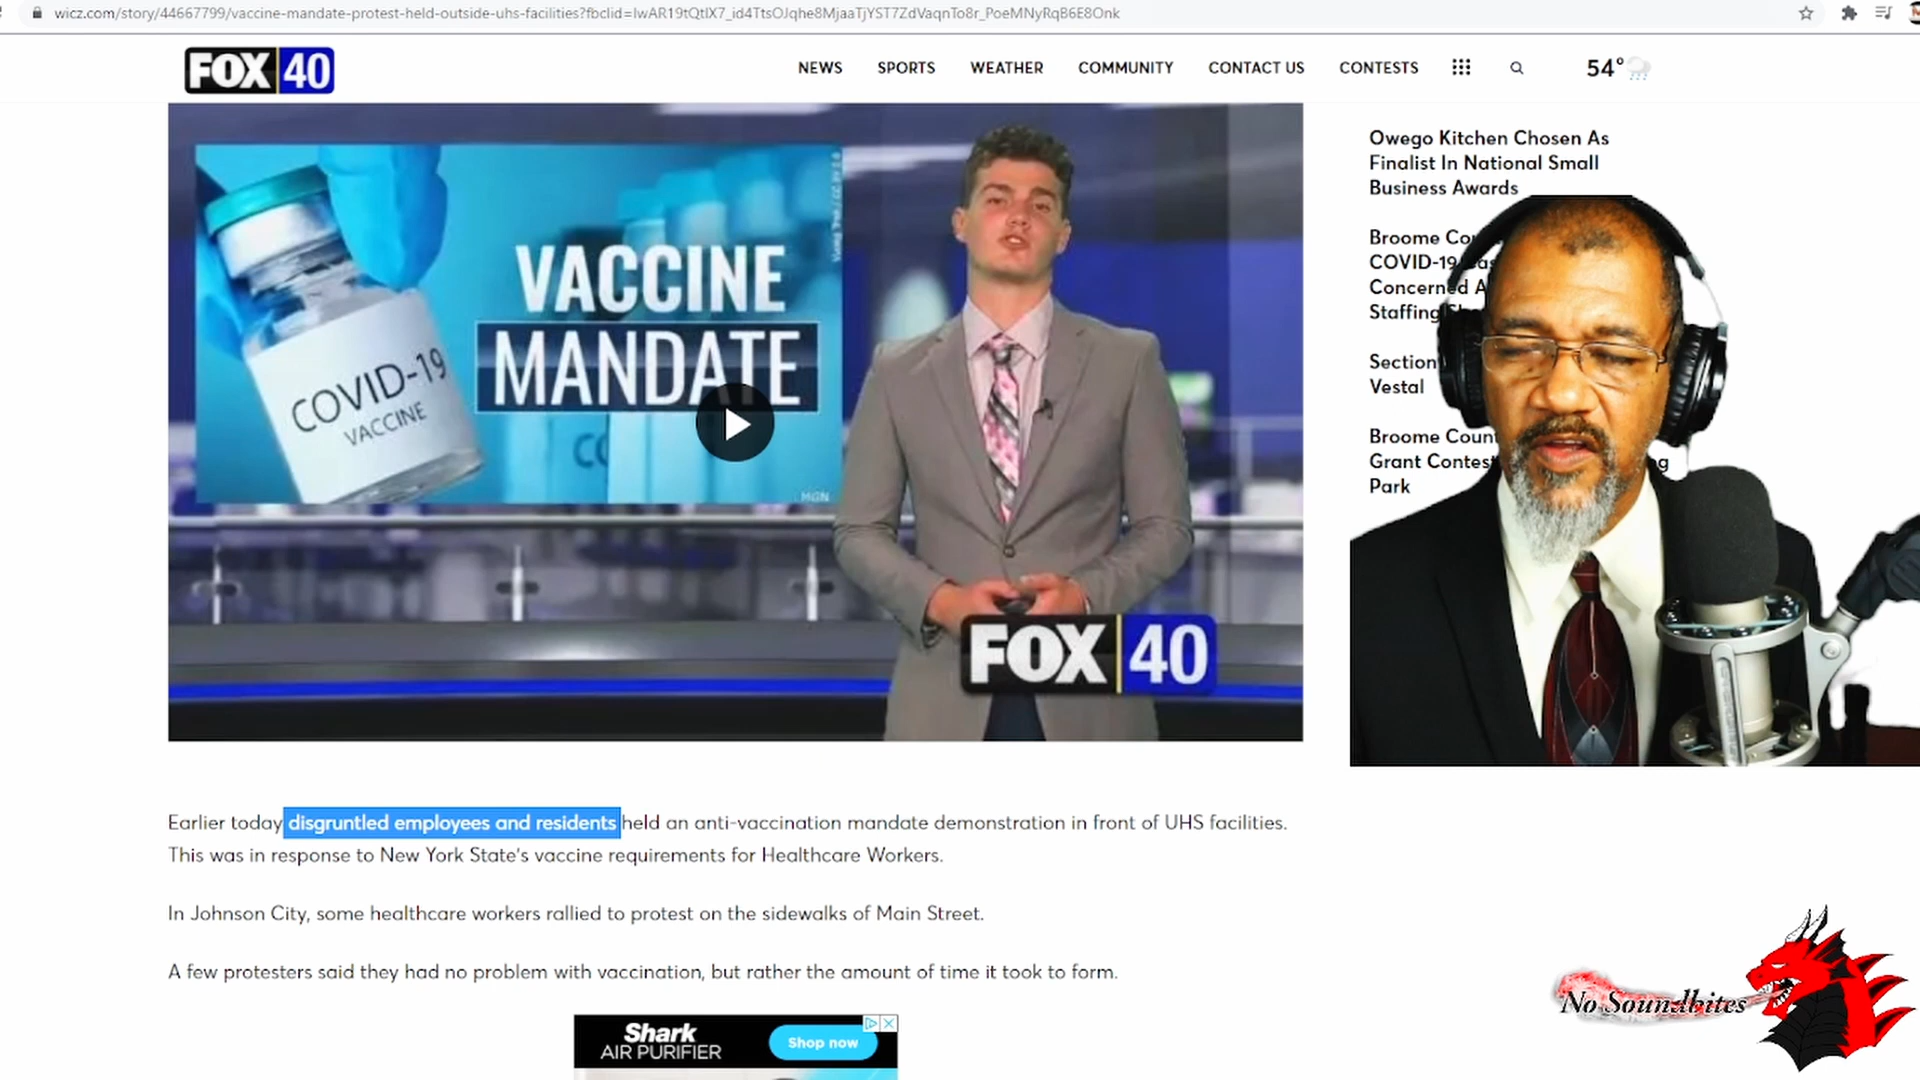 wicz.com/story/44667799/vaccine-mandate-protest-held-outside-uhs-facilities?fbclid=IwAR19tQtlX7_id4TtsOJqhe8MjaaTjYST7ZdVaqnTo8r_PoeMNyRqB6E8Onk
FOX 40
NEWS SPORTS WEATHER COMMUNITY CONTACT US CONTESTS 54°
VACCINE
MANDATE
COVID-19
VACCINE
MGN
FOX 40
Owego Kitchen Chosen As
Finalist In National Small
Business Awards
Broome
COVID-19
Concerned
Staffing
Section
Vestal
Broome
Grant Contest
Park
Earlier today disgruntled employees and residents held an anti-vaccination mandate demonstration in front of UHS facilities.
This was in response to New York State's vaccine requirements for Healthcare Workers.
In Johnson City, some healthcare workers rallied to protest on the sidewalks of Main Street.
A few protesters said they had no problem with vaccination, but rather the amount of time it took to form.
Shark
AIR PURIFIER
Shop now
No Soundbites